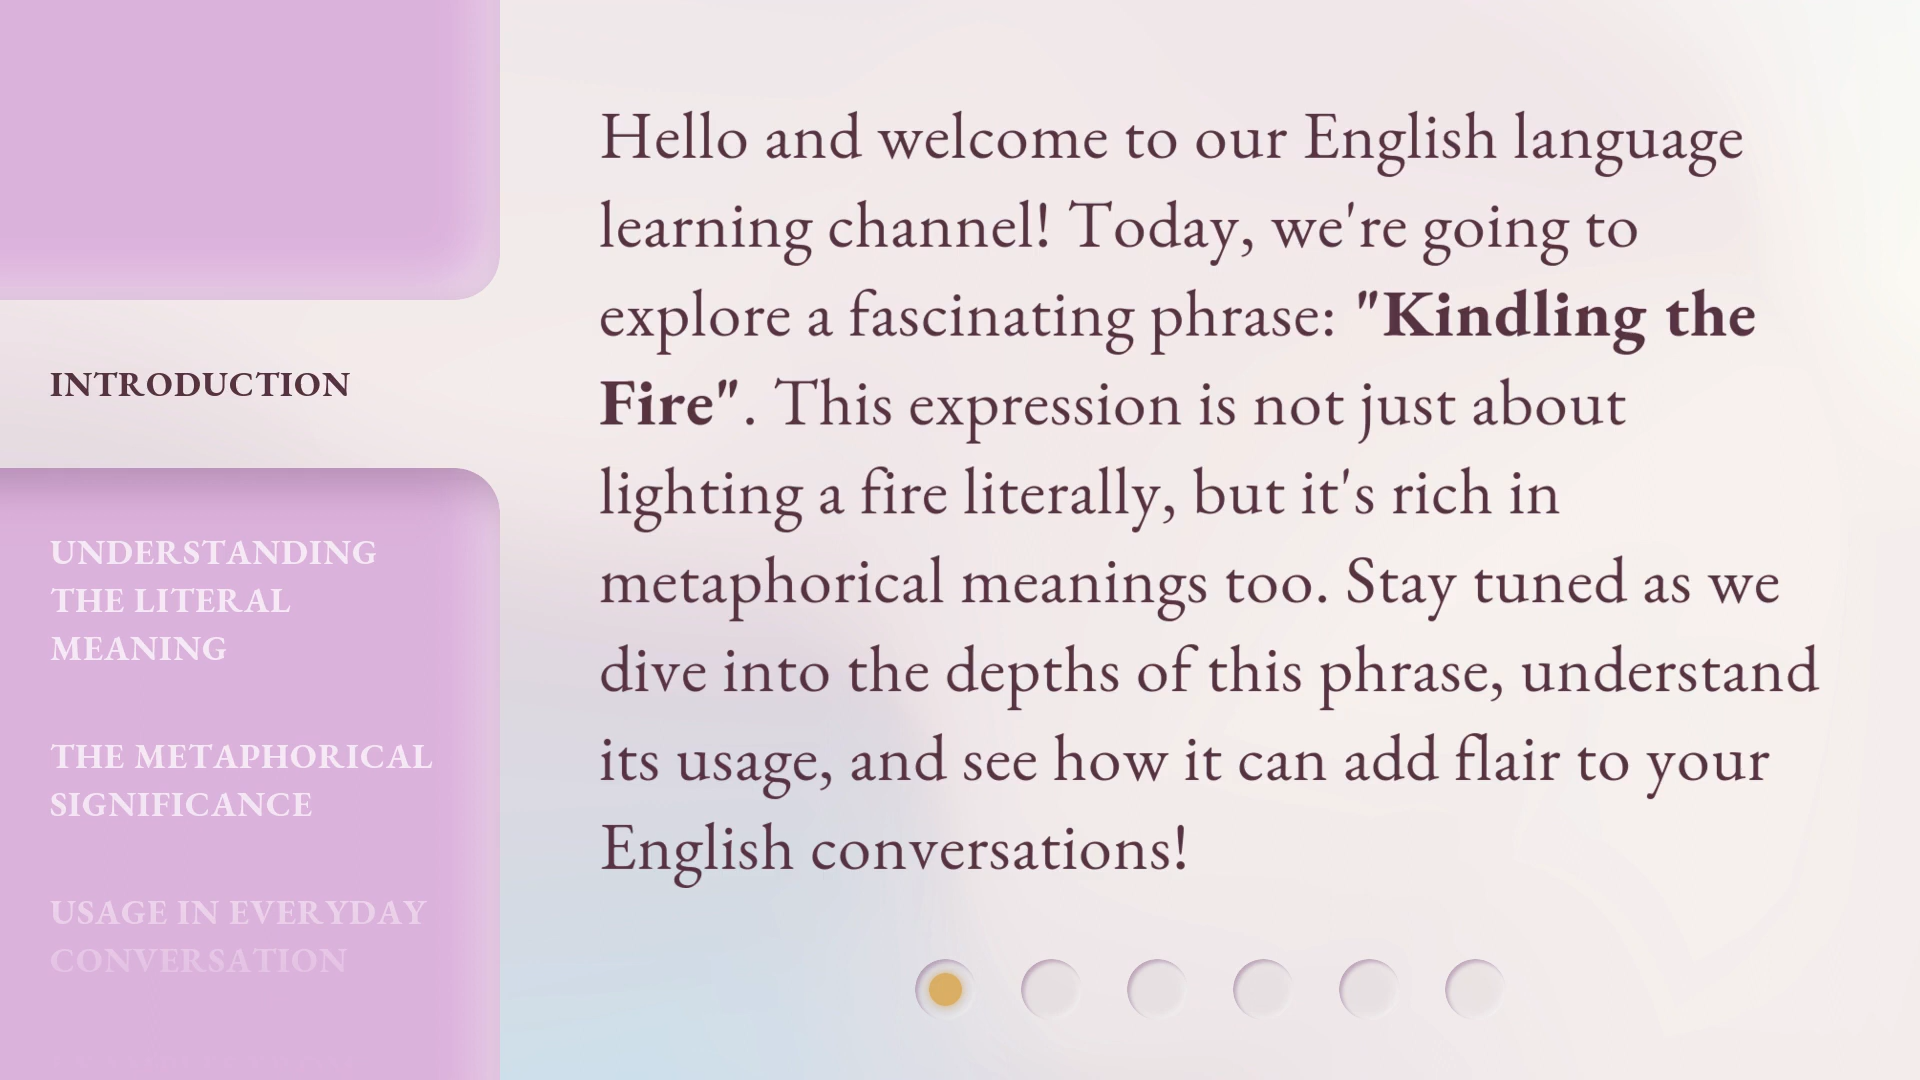 INTRODUCTION
UNDERSTANDING
THE LITERAL
MEANING
THE METAPHORICAL
SIGNIFICANCE
USAGE IN EVERYDAY
CONVERSATION
Hello and welcome to our English language
learning channel! Today, we're going to
explore a fascinating phrase: "Kindling the
Fire". This expression is not just about
lighting a fire literally, but it's rich in
metaphorical meanings too. Stay tuned as we
dive into the depths of this phrase, understand
its usage, and see how it can add flair to your
English conversations!